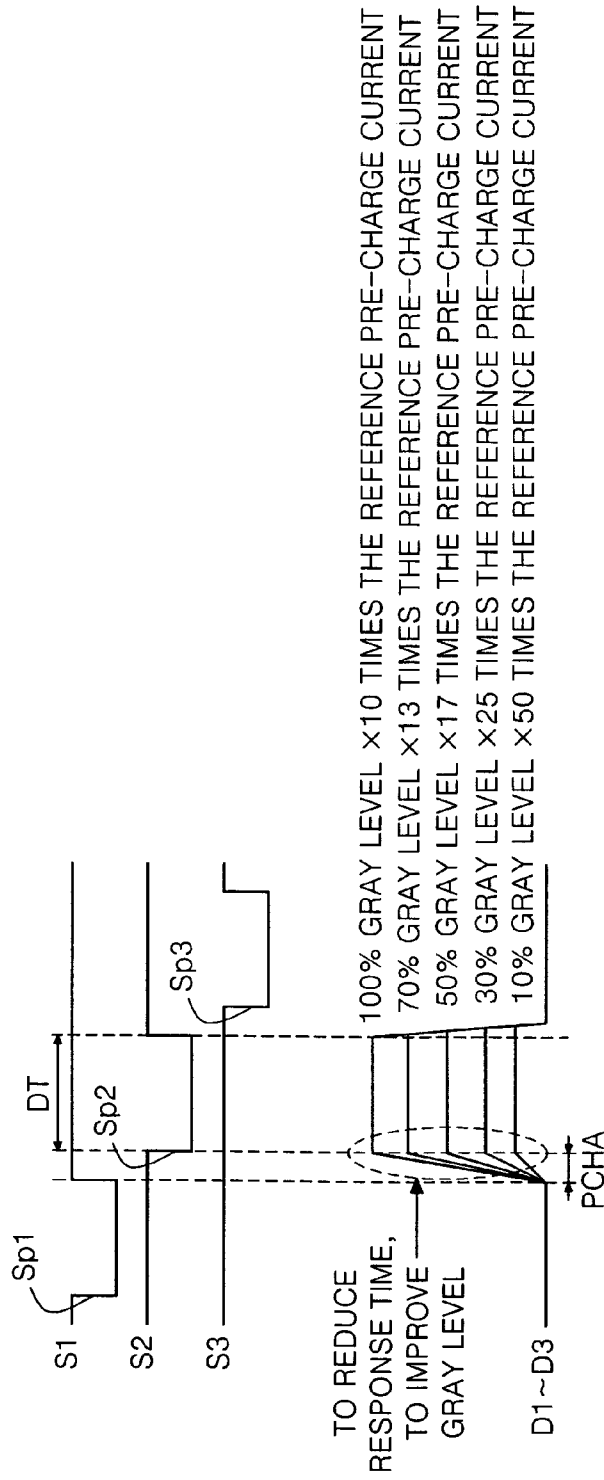 S1
Sp1
DT
S2
Sp2
S3
Sp3
TO REDUCE
RESPONSE TIME,
TO IMPROVE
GRAY LEVEL
100% GRAY LEVEL ×10 TIMES THE REFERENCE PRE-CHARGE CURRENT
70% GRAY LEVEL ×13 TIMES THE REFERENCE PRE-CHARGE CURRENT
50% GRAY LEVEL ×17 TIMES THE REFERENCE PRE-CHARGE CURRENT
30% GRAY LEVEL ×25 TIMES THE REFERENCE PRE-CHARGE CURRENT
10% GRAY LEVEL ×50 TIMES THE REFERENCE PRE-CHARGE CURRENT
D1~D3
PCHA